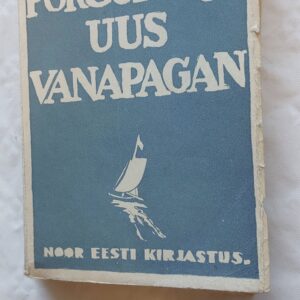 UUS
VANAPAGAN
NOOR EESTI KIRJASTUS.